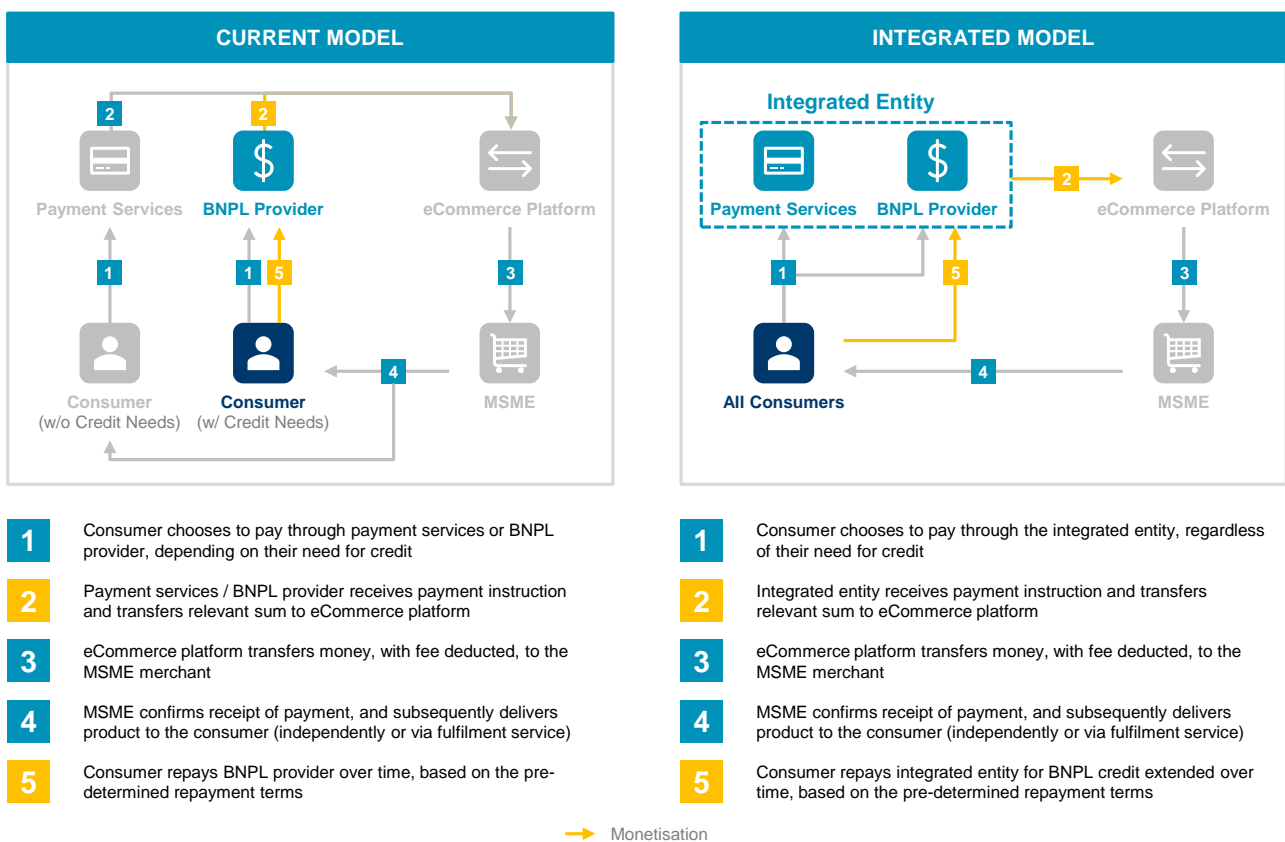 CURRENT MODEL
2
2
Payment Services
BNPL Provider
eCommerce Platform
1
1
5
3
4
Consumer
(w/o Credit Needs)
Consumer
(w/ Credit Needs)
MSME
1
Consumer chooses to pay through payment services or BNPL
provider, depending on their need for credit
2
Payment services / BNPL provider receives payment instruction
and transfers relevant sum to eCommerce platform
3
eCommerce platform transfers money, with fee deducted, to the
MSME merchant
4
MSME confirms receipt of payment, and subsequently delivers
product to the consumer (independently or via fulfilment service)
5
Consumer repays BNPL provider over time, based on the pre-
determined repayment terms
INTEGRATED MODEL
Integrated Entity
2
Payment Services
BNPL Provider
eCommerce Platform
1
5
3
4
All Consumers
MSME
1
Consumer chooses to pay through the integrated entity, regardless
of their need for credit
2
Integrated entity receives payment instruction and transfers
relevant sum to eCommerce platform
3
eCommerce platform transfers money, with fee deducted, to the
MSME merchant
4
MSME confirms receipt of payment, and subsequently delivers
product to the consumer (independently or via fulfilment service)
5
Consumer repays integrated entity for BNPL credit extended over
time, based on the pre-determined repayment terms
Monetisation